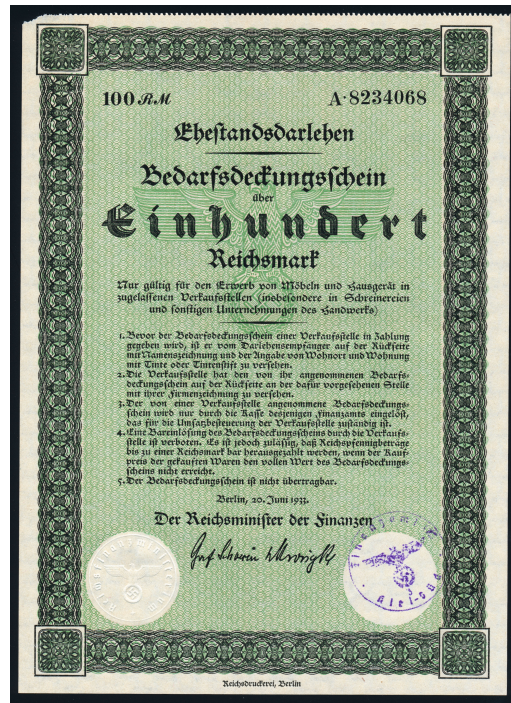 100 RM A·8234068
Ehestandsdarlehen
Bedarfsdeckungsschein
über
Einhundert
Reichsmark
Nur gültig für den Erwerb von Möbeln und Hausgerät in
zugelassenen Verkaufsstellen (insbesondere in Schreinereien
und sonstigen Unternehmungen des Handwerks)
1. Bevor der Bedarfsdeckungsschein einer Verkaufsstelle in Zahlung
gegeben wird, ist er vom Darlehensempfänger auf der Rückseite
mit Namenszeichnung und der Angabe von Wohnort und Wohnung
mit Tinte oder Tintenstift zu versehen.
2. Die Verkaufsstelle hat den von ihr angenommenen Bedarfs-
deckungsschein auf der Rückseite an der dafür vorgesehenen Stelle
mit ihrer Firmenzeichnung zu versehen.
3. Der von einer Verkaufsstelle angenommene Bedarfsdeckungs-
schein wird nur durch die Kasse desjenigen Finanzamts eingelöst,
das für die Umsatzbesteuerung der Verkaufsstelle zuständig ist.
4. Eine Bareinlösung des Bedarfsdeckungsscheins durch die Verkaufs-
stelle ist verboten. Es ist jedoch zulässig, daß Reichspfennigbeträge
bis zu einer Reichsmark bar herausgezahlt werden, wenn der Kauf-
preis der gekauften Waren den vollen Wert des Bedarfsdeckungs-
scheins nicht erreicht.
5. Der Bedarfsdeckungsschein ist nicht übertragbar.
Berlin, 20. Juni 1933.
Der Reichsminister der Finanzen
Graf Schwerin v Krosigk
Finanzamt
Kiel-Süd
Reichsdruckerei, Berlin